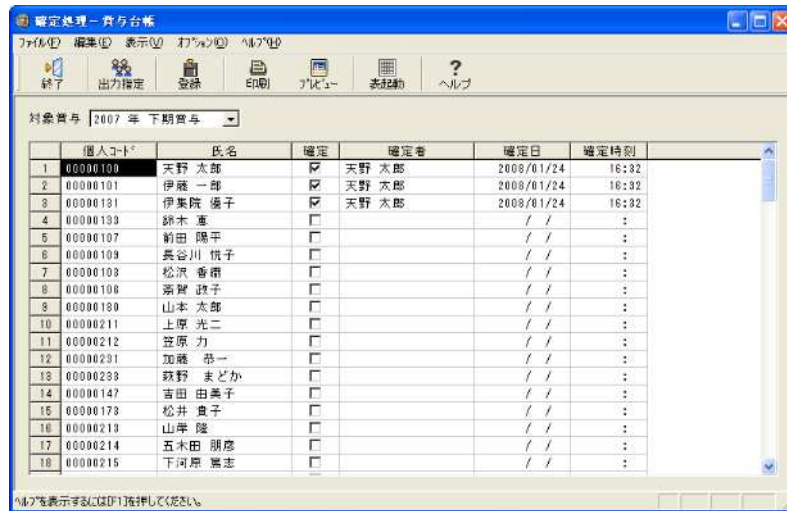 確定処理－賞与台帳
ファイル(F) 編集(E) 表示(V) オプション(O) ヘルプ(H)
終了 出力指定 登録 印刷 プレビュー 表起動 ヘルプ
対象賞与 2007 年 下期賞与
個人コード 氏名 確定 確定者 確定日 確定時刻
1 00000100 天野 太郎 天野 太郎 2008/01/24 16:32
2 00000101 伊藤 一郎 天野 太郎 2008/01/24 16:32
3 00000131 伊集院 優子 天野 太郎 2008/01/24 16:32
4 00000133 鈴木 恵 / / :
5 00000107 前田 陽平 / / :
6 00000109 長谷川 悦子 / / :
7 00000103 松沢 香織 / / :
8 00000106 斎賀 政子 / / :
9 00000180 山本 太郎 / / :
10 00000211 上原 光二 / / :
11 00000212 笠原 力 / / :
12 00000231 加藤 恭一 / / :
13 00000233 萩野 まどか / / :
14 00000147 吉田 由美子 / / :
15 00000173 松井 貴子 / / :
16 00000213 山岸 隆 / / :
17 00000214 五木田 朋彦 / / :
18 00000215 下河原 篤志 / / :
ヘルプを表示するには[F1]を押してください。